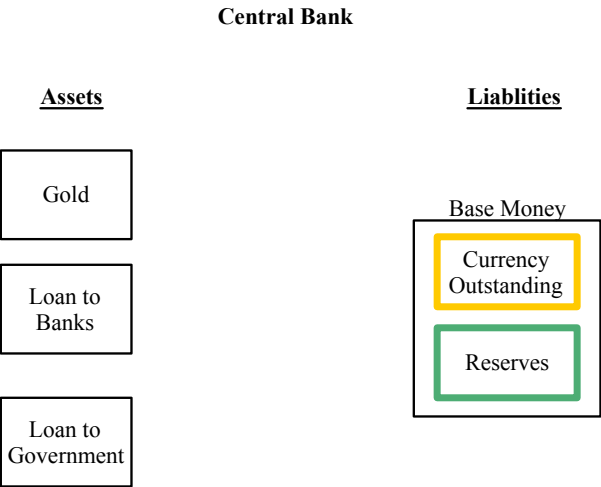 Central Bank
Assets
Liablities
Gold
Base Money
Currency
Outstanding
Loan to
Banks
Reserves
Loan to
Government